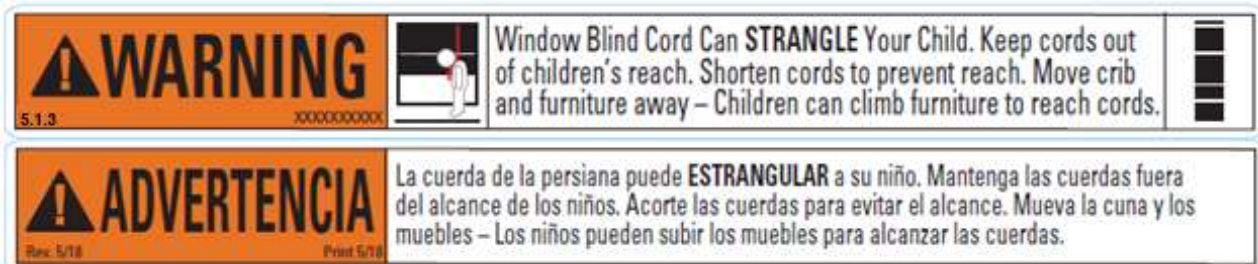 WARNING
5.1.3
XXXXXXXXXX
Window Blind Cord Can STRANGLE Your Child. Keep cords out
of children's reach. Shorten cords to prevent reach. Move crib
and furniture away – Children can climb furniture to reach cords.
ADVERTENCIA
Rev. 5/18
Print 5/18
La cuerda de la persiana puede ESTRANGULAR a su niño. Mantenga las cuerdas fuera
del alcance de los niños. Acorte las cuerdas para evitar el alcance. Mueva la cuna y los
muebles – Los niños pueden subir los muebles para alcanzar las cuerdas.